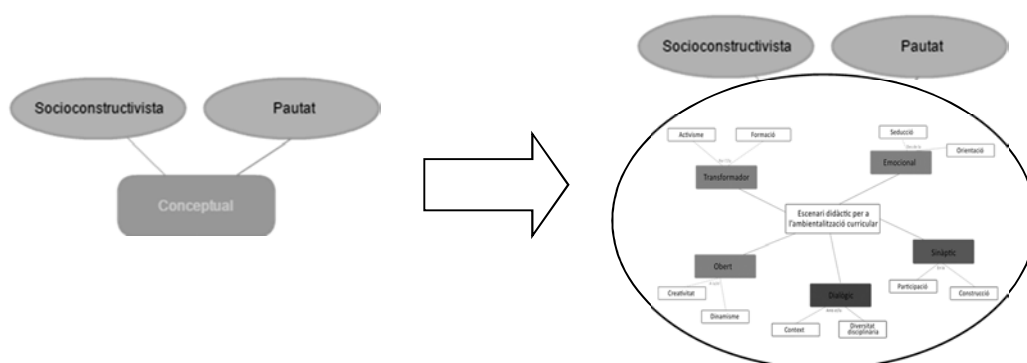 Socioconstructivista
Pautat
Conceptual
Socioconstructivista
Pautat
Activisme
Formació
Transformador
Seducció
Orientació
Emocional
Escenari didàctic per a
l'ambientalització curricular
Obert
Creativitat
Dinamisme
Sinàptic
Participació
Construcció
Dialògic
Context
Diversitat
disciplinària